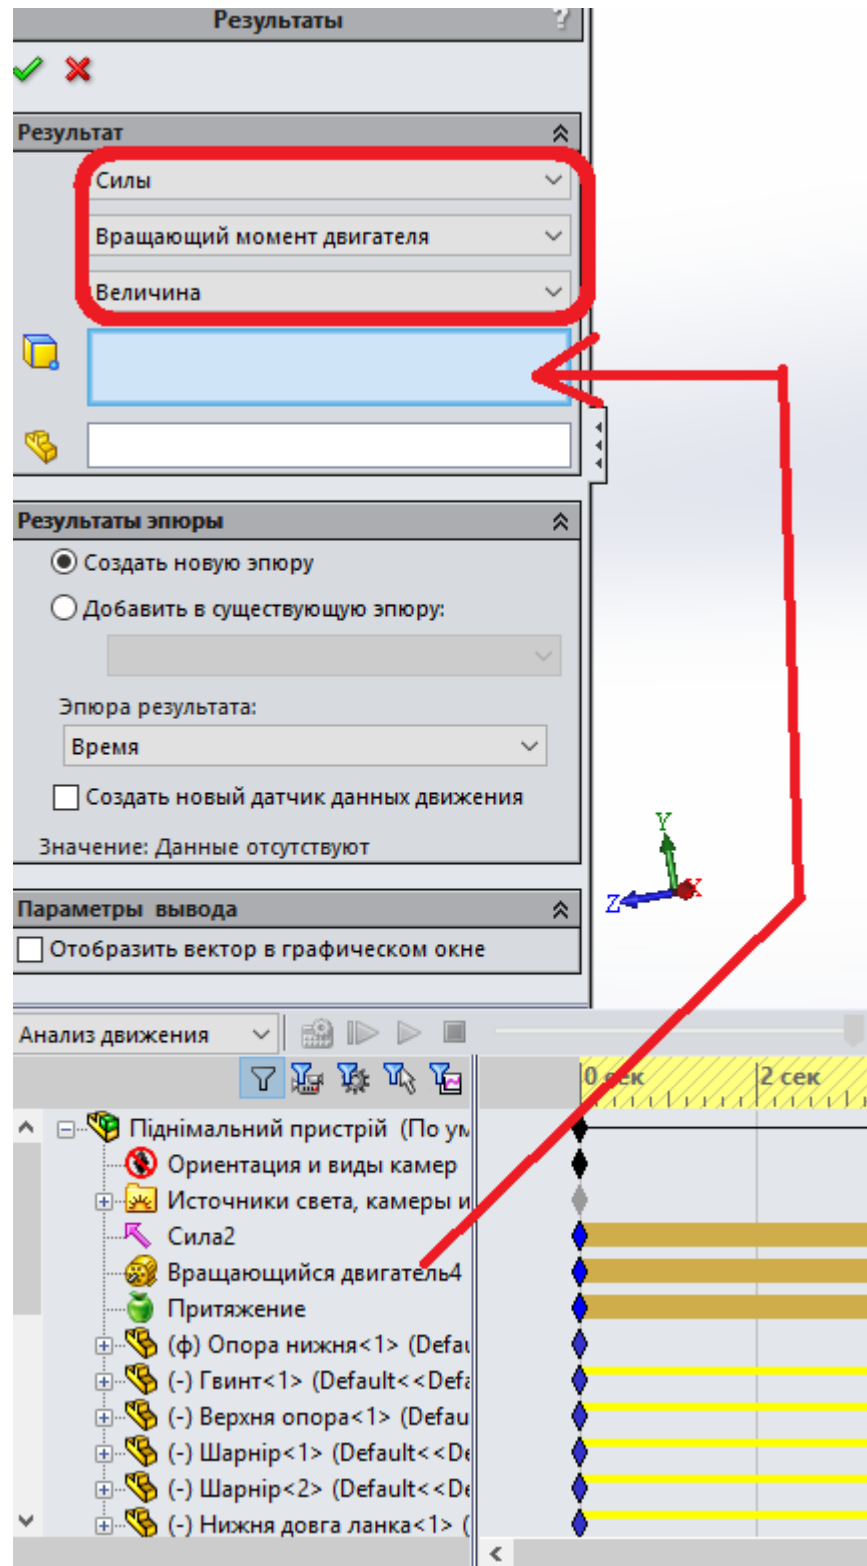 Результаты ?
Результат
Силы
Вращающий момент двигателя
Величина
Результаты эпюры
Создать новую эпюру
Добавить в существующую эпюру:
Эпюра результата:
Время
Создать новый датчик данных движения
Значение: Данные отсутствуют
Y
X
Z
Параметры вывода
Отобразить вектор в графическом окне
Анализ движения
0 сек 2 сек
Піднімальний пристрій (По ум
Ориентация и виды камер
Источники света, камеры и
Сила2
Вращающийся двигатель4
Притяжение
(ф) Опора нижня<1> (Defau
(-) Гвинт<1> (Default<<Defa
(-) Верхня опора<1> (Defau
(-) Шарнір<1> (Default<<De
(-) Шарнір<2> (Default<<De
(-) Нижня довга ланка<1> (